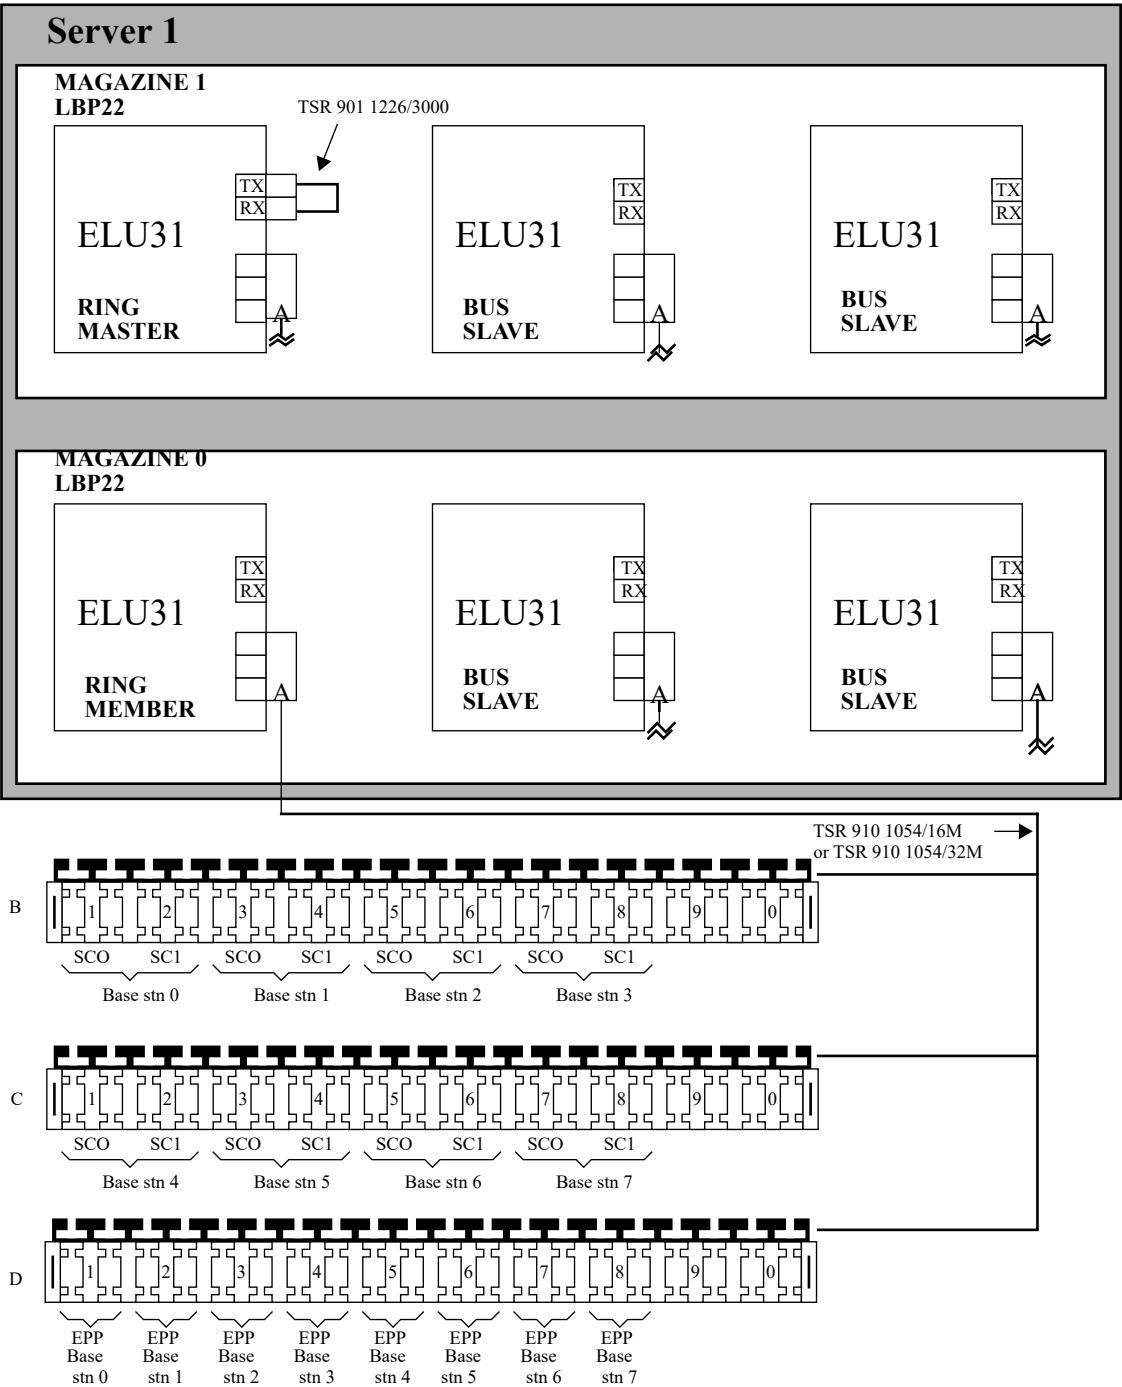 Server 1
MAGAZINE 1
LBP22
TSR 901 1226/3000
TX
RX
ELU31
RING
MASTER
A
TX
RX
ELU31
BUS
SLAVE
A
TX
RX
ELU31
BUS
SLAVE
A
MAGAZINE 0
LBP22
TX
RX
ELU31
RING
MEMBER
A
TX
RX
ELU31
BUS
SLAVE
A
TX
RX
ELU31
BUS
SLAVE
A
TSR 910 1054/16M
or TSR 910 1054/32M
B
1 2 3 4 5 6 7 8 9 0
SCO SC1 SCO SC1 SCO SC1 SCO SC1
Base stn 0 Base stn 1 Base stn 2 Base stn 3
C
1 2 3 4 5 6 7 8 9 0
SCO SC1 SCO SC1 SCO SC1 SCO SC1
Base stn 4 Base stn 5 Base stn 6 Base stn 7
D
1 2 3 4 5 6 7 8 9 0
EPP EPP EPP EPP EPP EPP EPP EPP
Base Base Base Base Base Base Base Base
stn 0 stn 1 stn 2 stn 3 stn 4 stn 5 stn 6 stn 7